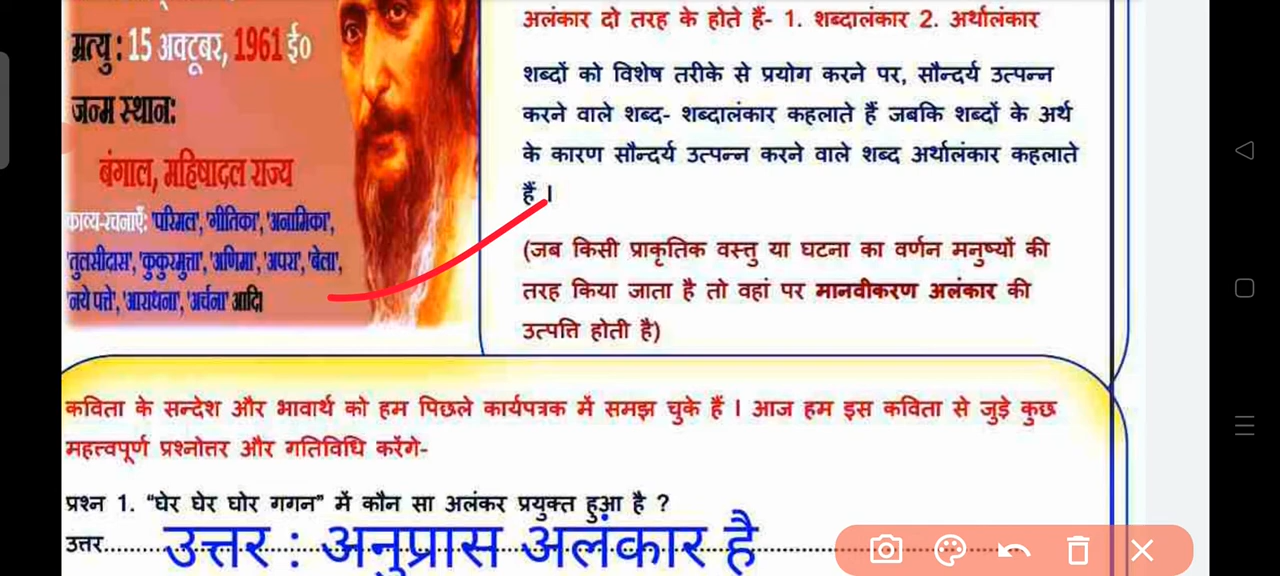 म्रत्यु : 15 अक्टूबर, 1961 ई०
जन्म स्थान:
बंगाल, महिषादल राज्य
काव्य-रचनाएँ: 'परिमल', 'गीतिका', 'अनामिका',
'तुलसीदास', 'कुकुरमुत्ता', 'अणिमा', 'अपरा', 'बेला',
'नये पत्ते', 'आराधना', 'अर्चना' आदि।
अलंकार दो तरह के होते हैं- 1. शब्दालंकार 2. अर्थालंकार
शब्दों को विशेष तरीके से प्रयोग करने पर, सौन्दर्य उत्पन्न
करने वाले शब्द- शब्दालंकार कहलाते हैं जबकि शब्दों के अर्थ
के कारण सौन्दर्य उत्पन्न करने वाले शब्द अर्थालंकार कहलाते
हैं ।
(जब किसी प्राकृतिक वस्तु या घटना का वर्णन मनुष्यों की
तरह किया जाता है तो वहां पर मानवीकरण अलंकार की
उत्पत्ति होती है)
कविता के सन्देश और भावार्थ को हम पिछले कार्यपत्रक में समझ चुके हैं । आज हम इस कविता से जुड़े कुछ
महत्त्वपूर्ण प्रश्नोत्तर और गतिविधि करेंगे-
प्रश्न 1. “घेर घेर घोर गगन” में कौन सा अलंकर प्रयुक्त हुआ है ?
उत्तर.......... उत्तर : अनुप्रास अलंकार है